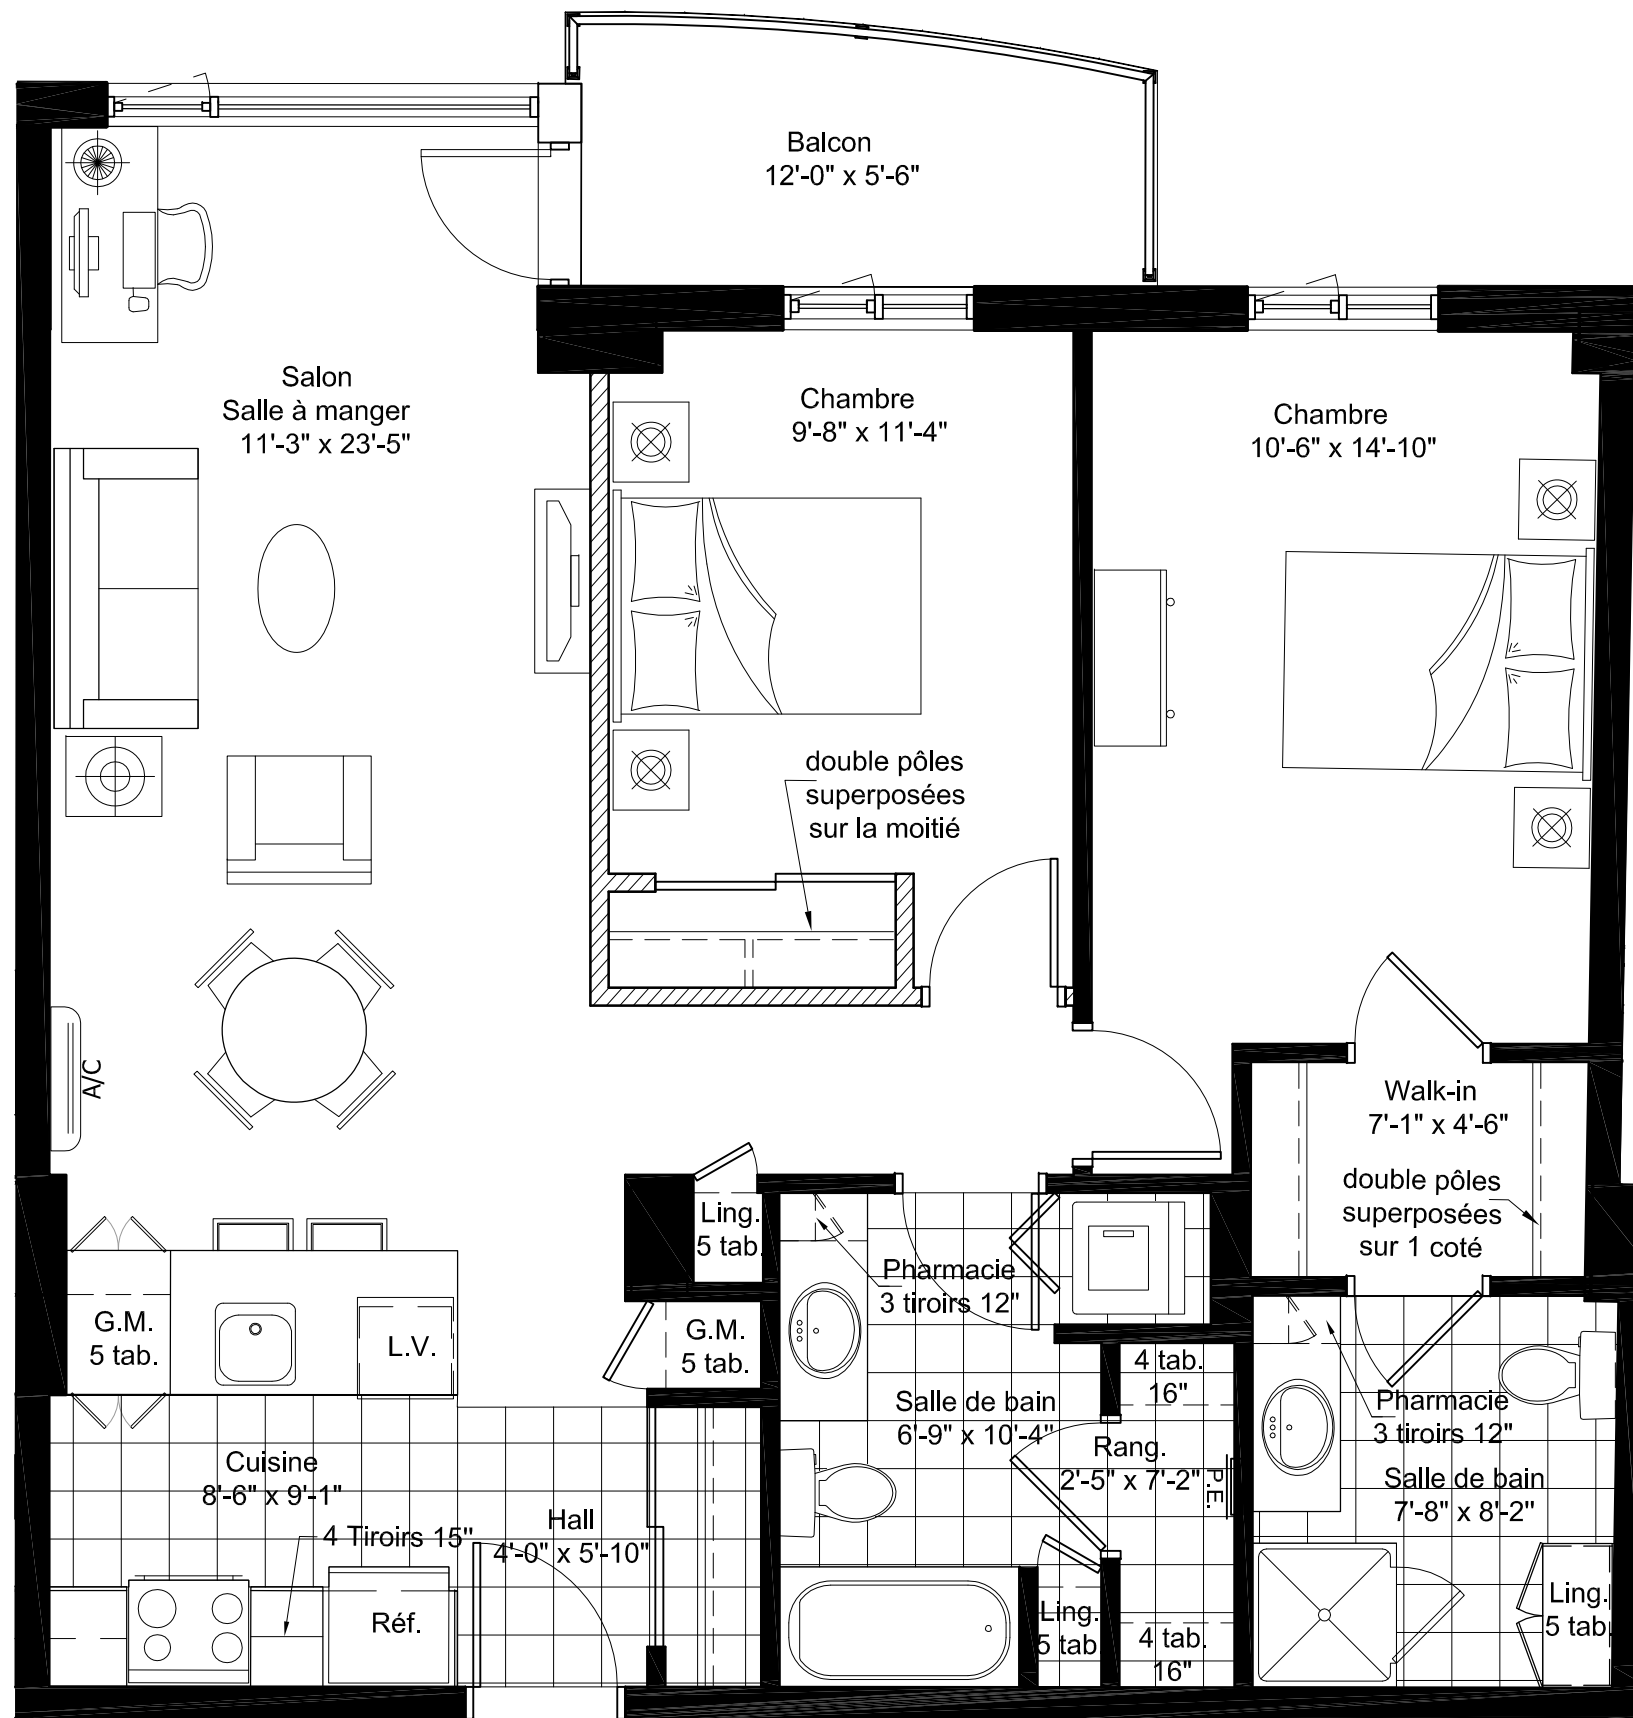 Balcon
12'-0" x 5'-6"
Salon
Salle à manger
11'-3" x 23'-5"
Chambre
9'-8" x 11'-4"
Chambre
10'-6" x 14'-10"
double pôles
superposées
sur la moitié
A/C
Walk-in
7'-1" x 4'-6"
double pôles
superposées
sur 1 coté
Ling.
5 tab.
Pharmacie
3 tiroirs 12"
G.M.
5 tab.
L.V.
G.M.
5 tab.
4 tab.
16"
Salle de bain
6'-9" x 10'-4"
Rang.
2'-5" x 7'-2"
P.E.
Pharmacie
3 tiroirs 12"
Salle de bain
7'-8" x 8'-2"
Cuisine
8'-6" x 9'-1"
4 Tiroirs 15"
Hall
4'-0" x 5'-10"
Réf.
Ling.
5 tab
4 tab.
16"
Ling.
5 tab